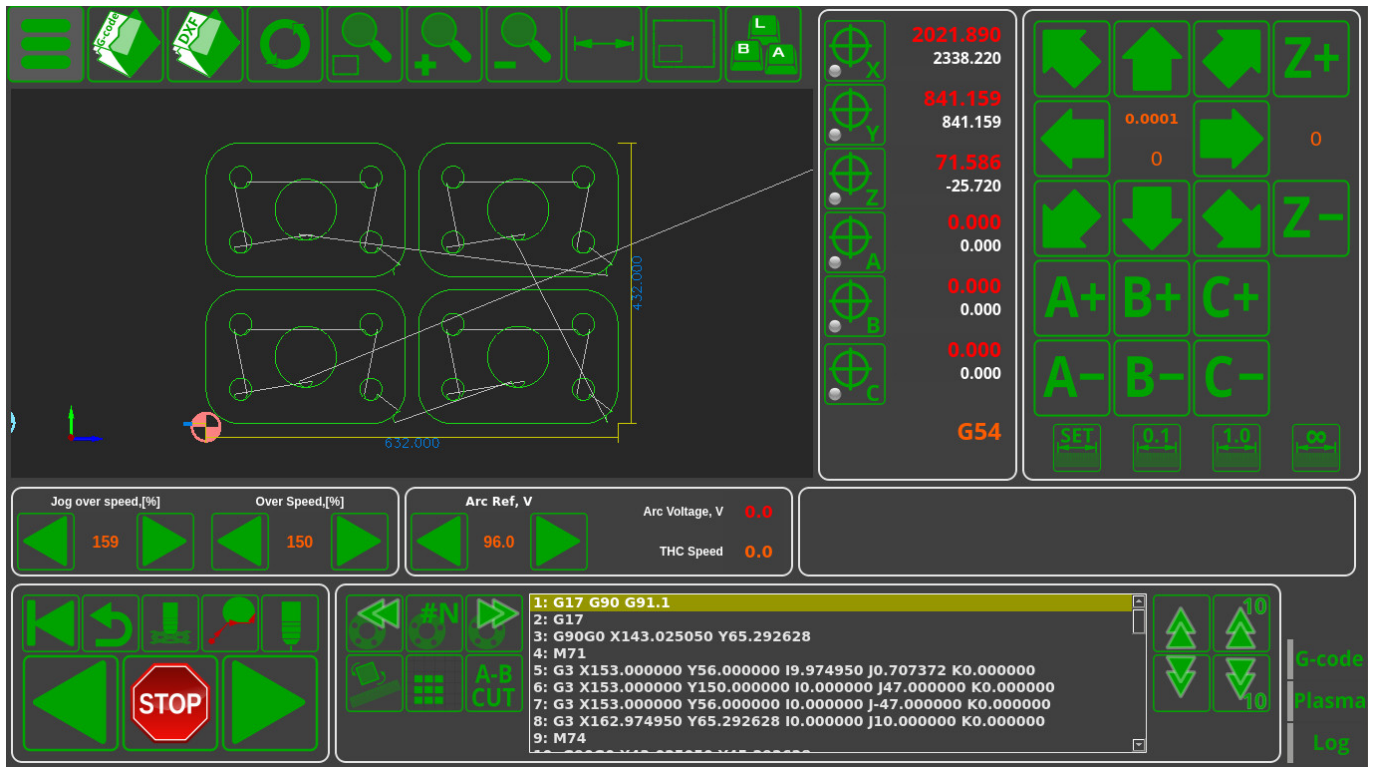 G-code DXF L B A
X 2021.890
2338.220
Y 841.159
841.159
Z 71.586
-25.720
A 0.000
0.000
B 0.000
0.000
C 0.000
0.000
G54
432.000
632.000
Z+
0.0001
0
0
Z-
A+ B+ C+
A- B- C-
SET 0.1 1.0 ∞
Jog over speed,[%] Over Speed,[%]
159 150
Arc Ref, V
96.0
Arc Voltage, V 0.0
THC Speed 0.0
STOP
#N
A-B
CUT
1: G17 G90 G91.1
2: G17
3: G90G0 X143.025050 Y65.292628
4: M71
5: G3 X153.000000 Y56.000000 I9.974950 J0.707372 K0.000000
6: G3 X153.000000 Y150.000000 I0.000000 J47.000000 K0.000000
7: G3 X153.000000 Y56.000000 I0.000000 J-47.000000 K0.000000
8: G3 X162.974950 Y65.292628 I0.000000 J10.000000 K0.000000
9: M74
10
10
G-code
Plasma
Log